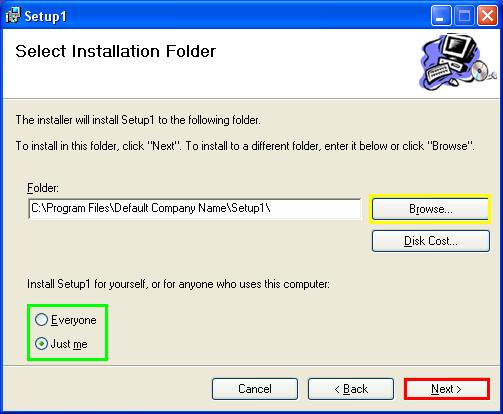 Setup1
Select Installation Folder
The installer will install Setup1 to the following folder.
To install in this folder, click "Next". To install to a different folder, enter it below or click "Browse".
Folder:
C:\Program Files\Default Company Name\Setup1\
Browse...
Disk Cost...
Install Setup1 for yourself, or for anyone who uses this computer:
Everyone
Just me
Cancel
< Back
Next >